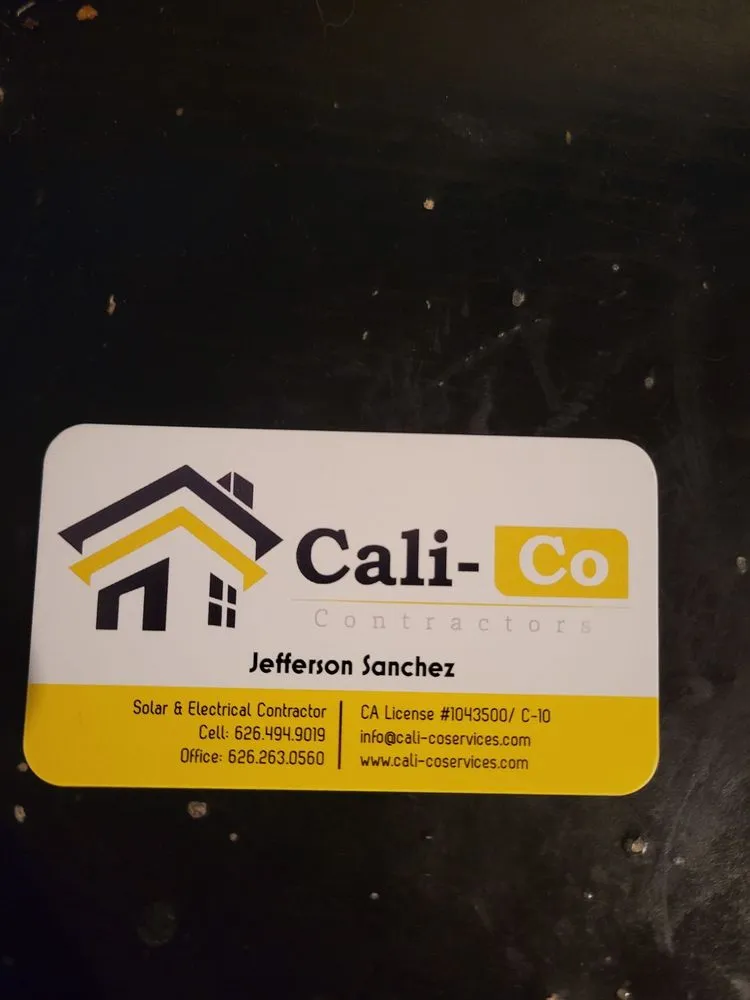 Cali- Co
Contractors
Jefferson Sanchez
Solar & Electrical Contractor
Cell: 626.494.9019
Office: 626.263.0560
CA License #1043500/ C-10
info@cali-coservices.com
www.cali-coservices.com